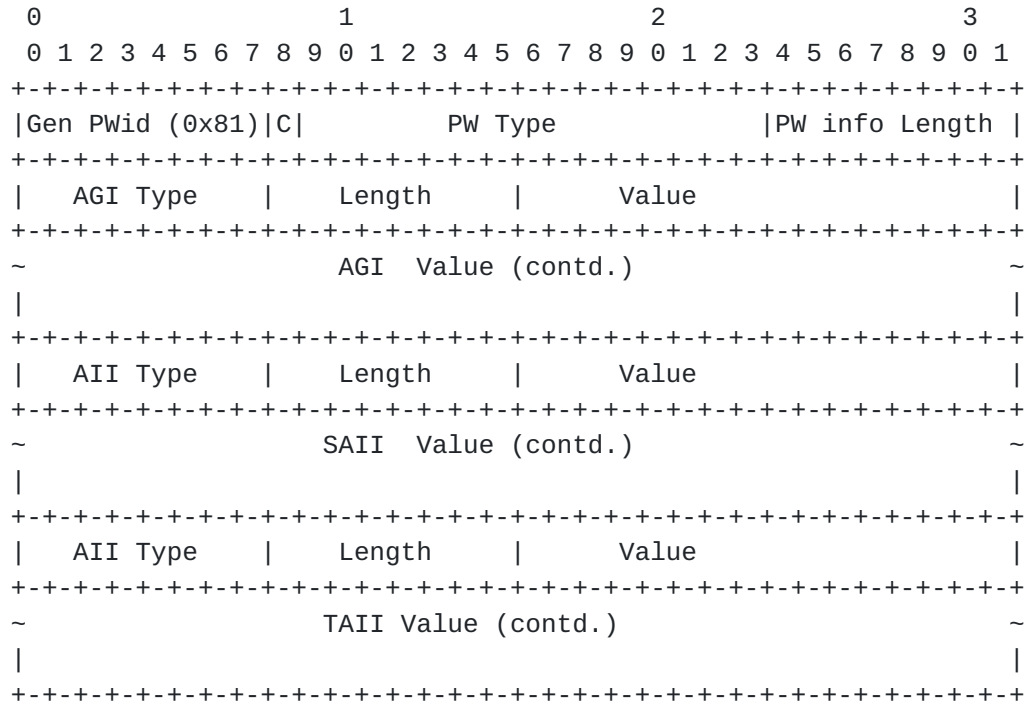 0                   1                   2                   3
 0 1 2 3 4 5 6 7 8 9 0 1 2 3 4 5 6 7 8 9 0 1 2 3 4 5 6 7 8 9 0 1
+-+-+-+-+-+-+-+-+-+-+-+-+-+-+-+-+-+-+-+-+-+-+-+-+-+-+-+-+-+-+-+-+
|Gen PWid (0x81)|C|         PW Type             |PW info Length |
+-+-+-+-+-+-+-+-+-+-+-+-+-+-+-+-+-+-+-+-+-+-+-+-+-+-+-+-+-+-+-+-+
|   AGI Type    |    Length     |      Value                    |
+-+-+-+-+-+-+-+-+-+-+-+-+-+-+-+-+-+-+-+-+-+-+-+-+-+-+-+-+-+-+-+-+
~                    AGI  Value (contd.)                        ~
|                                                               |
+-+-+-+-+-+-+-+-+-+-+-+-+-+-+-+-+-+-+-+-+-+-+-+-+-+-+-+-+-+-+-+-+
|   AII Type    |    Length     |      Value                    |
+-+-+-+-+-+-+-+-+-+-+-+-+-+-+-+-+-+-+-+-+-+-+-+-+-+-+-+-+-+-+-+-+
~                   SAII  Value (contd.)                        ~
|                                                               |
+-+-+-+-+-+-+-+-+-+-+-+-+-+-+-+-+-+-+-+-+-+-+-+-+-+-+-+-+-+-+-+-+
|   AII Type    |    Length     |      Value                    |
+-+-+-+-+-+-+-+-+-+-+-+-+-+-+-+-+-+-+-+-+-+-+-+-+-+-+-+-+-+-+-+-+
~                   TAII Value (contd.)                         ~
|                                                               |
+-+-+-+-+-+-+-+-+-+-+-+-+-+-+-+-+-+-+-+-+-+-+-+-+-+-+-+-+-+-+-+-+